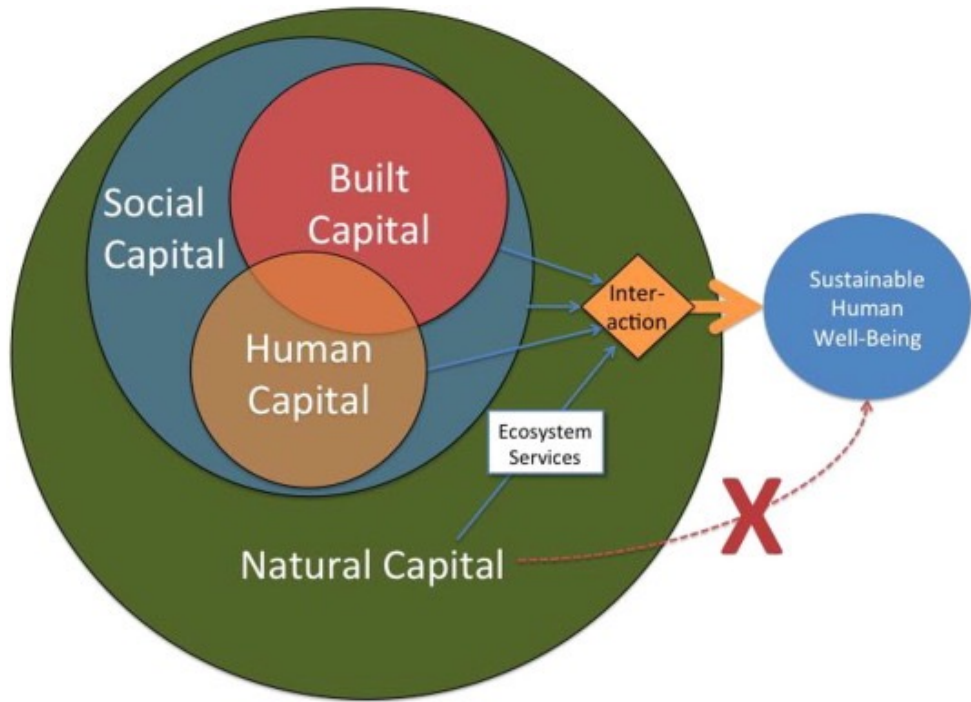 Social
Capital
Built
Capital
Human
Capital
Inter-
action
Sustainable
Human
Well-Being
Ecosystem
Services
Natural Capital
X